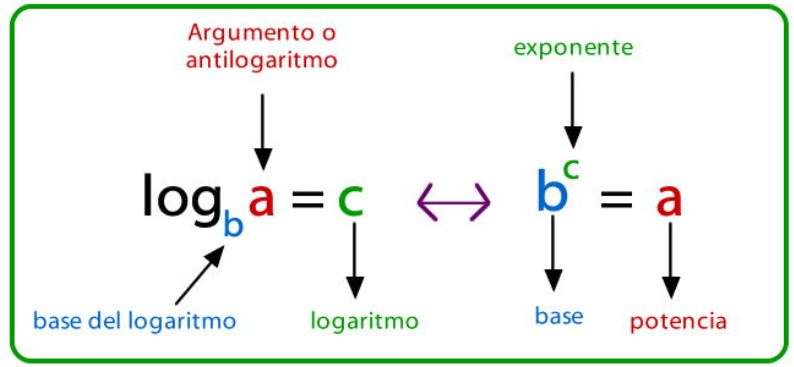 Argumento o
antilogaritmo
exponente
log_b a = c ↔ b^c = a
base del logaritmo
logaritmo
base
potencia